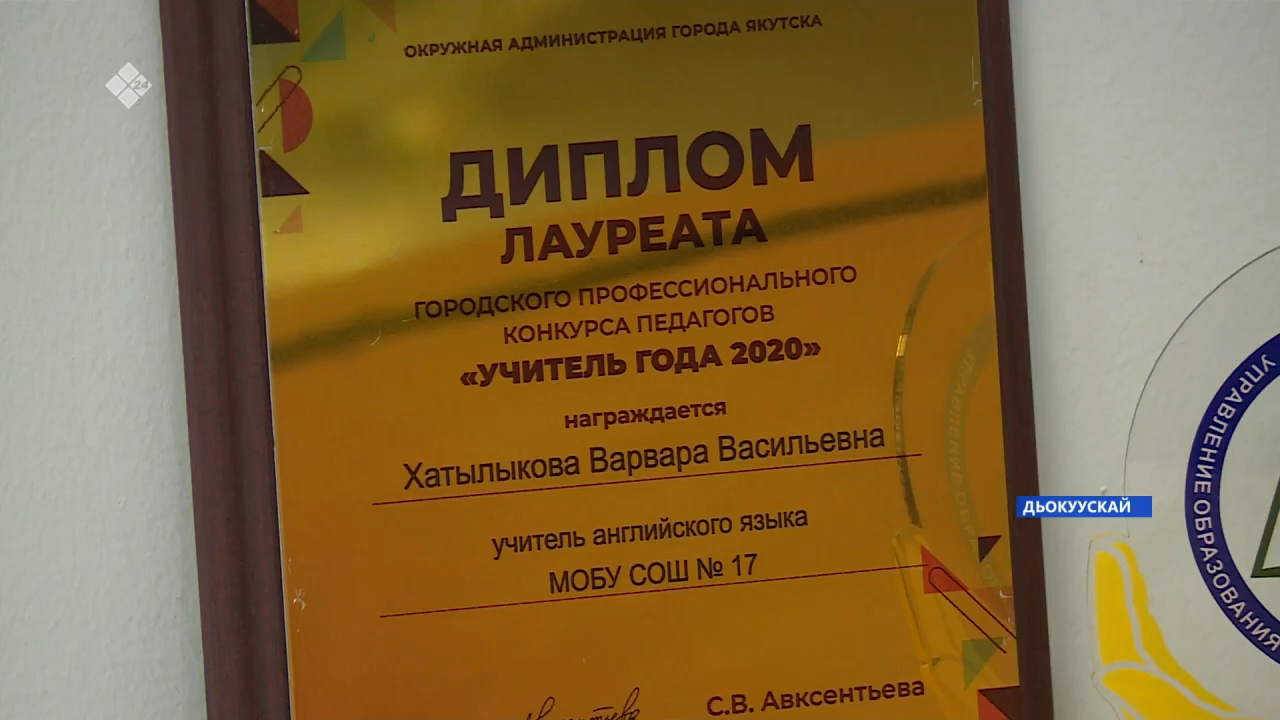 ОКРУЖНАЯ АДМИНИСТРАЦИЯ ГОРОДА ЯКУТСКА
24
ДИПЛОМ
ЛАУРЕАТА
ГОРОДСКОГО ПРОФЕССИОНАЛЬНОГО
КОНКУРСА ПЕДАГОГОВ
«УЧИТЕЛЬ ГОДА 2020»
награждается
Хатылыкова Варвара Васильевна
учитель английского языка
МОБУ СОШ № 17
С.В. Авксентьева
ДЬОКУУСКАЙ
УПРАВЛЕНИЕ ОБРАЗОВАНИЯ